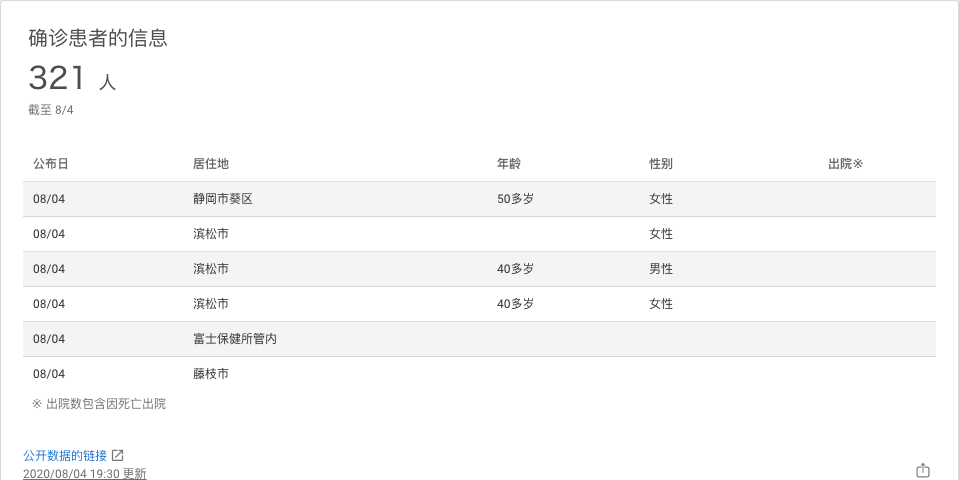 确诊患者的信息
321 人
截至 8/4
公布日 居住地 年龄 性别 出院※
08/04 静冈市葵区 50多岁 女性
08/04 滨松市 女性
08/04 滨松市 40多岁 男性
08/04 滨松市 40多岁 女性
08/04 富士保健所管内
08/04 藤枝市
※ 出院数包含因死亡出院
公开数据的链接
2020/08/04 19:30 更新